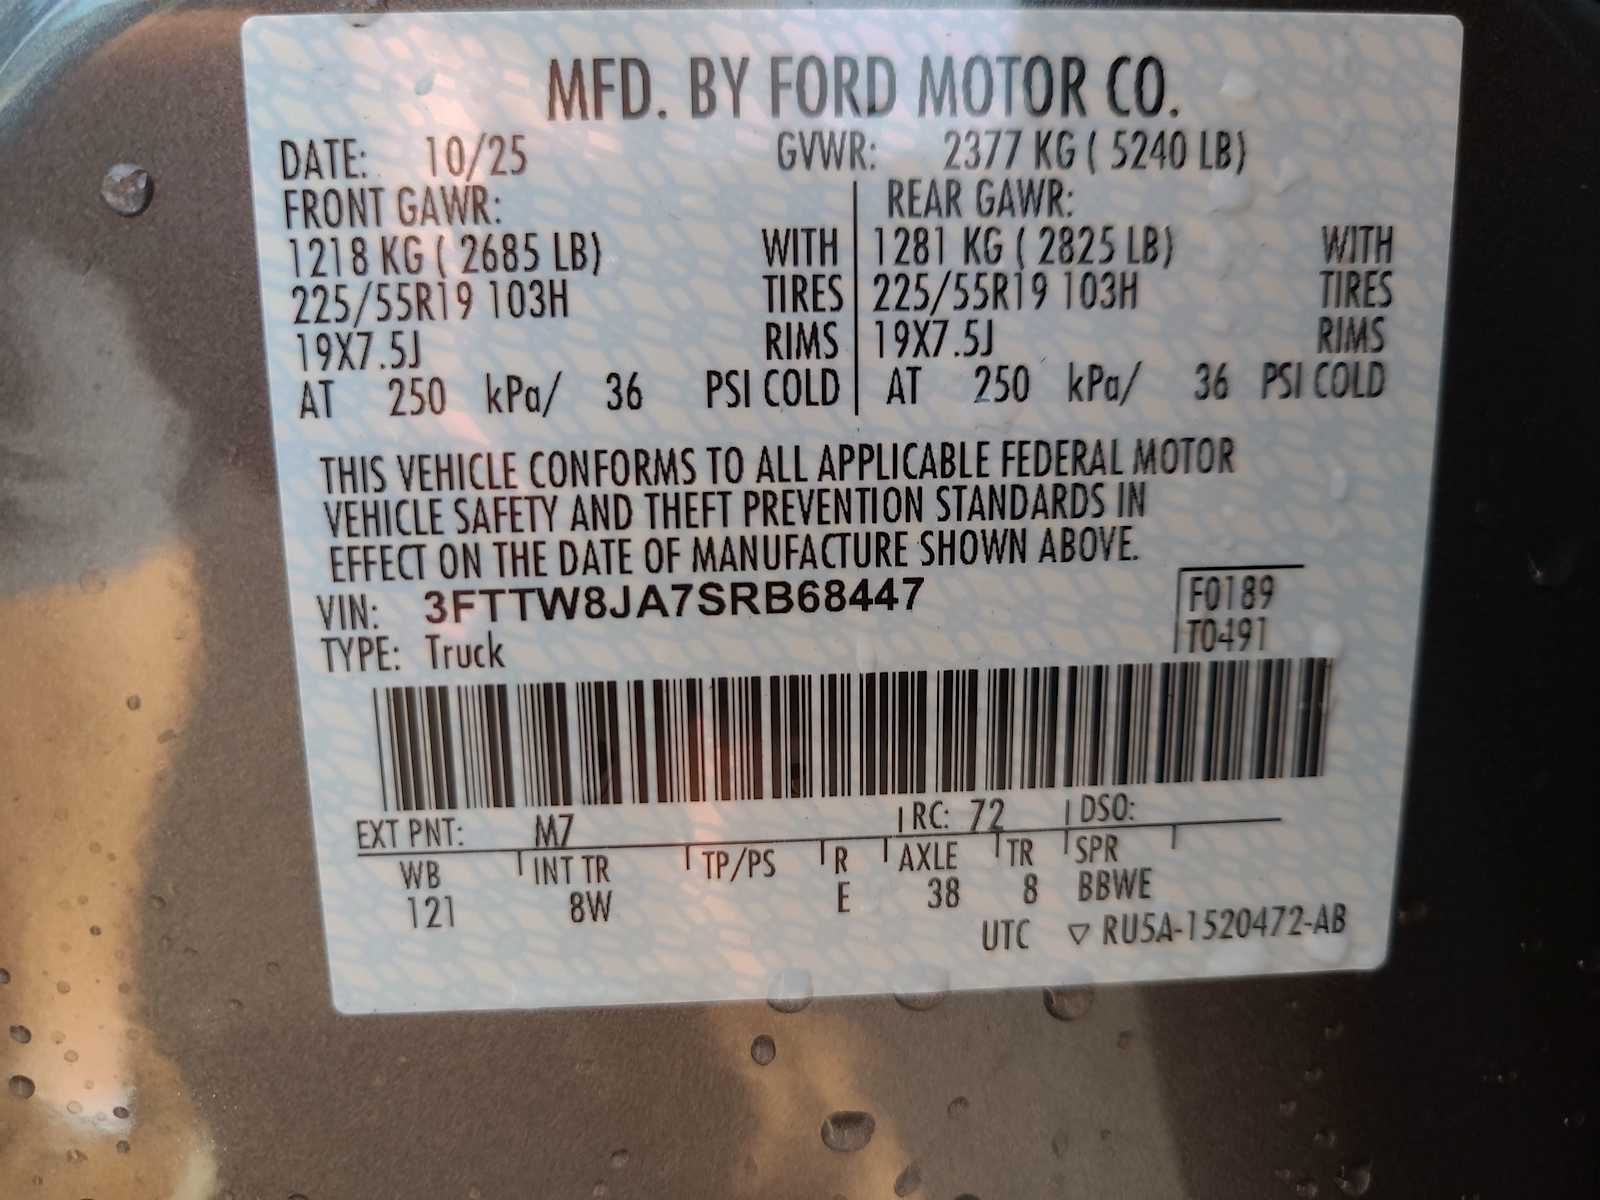 MFD. BY FORD MOTOR CO.
DATE: 10/25 GVWR: 2377 KG ( 5240 LB)
FRONT GAWR: REAR GAWR:
1218 KG ( 2685 LB) WITH 1281 KG ( 2825 LB) WITH
225/55R19 103H TIRES 225/55R19 103H TIRES
19X7.5J RIMS 19X7.5J RIMS
AT 250 kPa/ 36 PSI COLD AT 250 kPa/ 36 PSI COLD
THIS VEHICLE CONFORMS TO ALL APPLICABLE FEDERAL MOTOR
VEHICLE SAFETY AND THEFT PREVENTION STANDARDS IN
EFFECT ON THE DATE OF MANUFACTURE SHOWN ABOVE.
VIN: 3FTTW8JA7SRB68447 F0189
TYPE: Truck T0491
EXT PNT: M7 RC: 72 DSO:
WB INT TR TP/PS R AXLE TR SPR
121 8W E 38 8 BBWE
UTC ▽ RU5A-1520472-AB